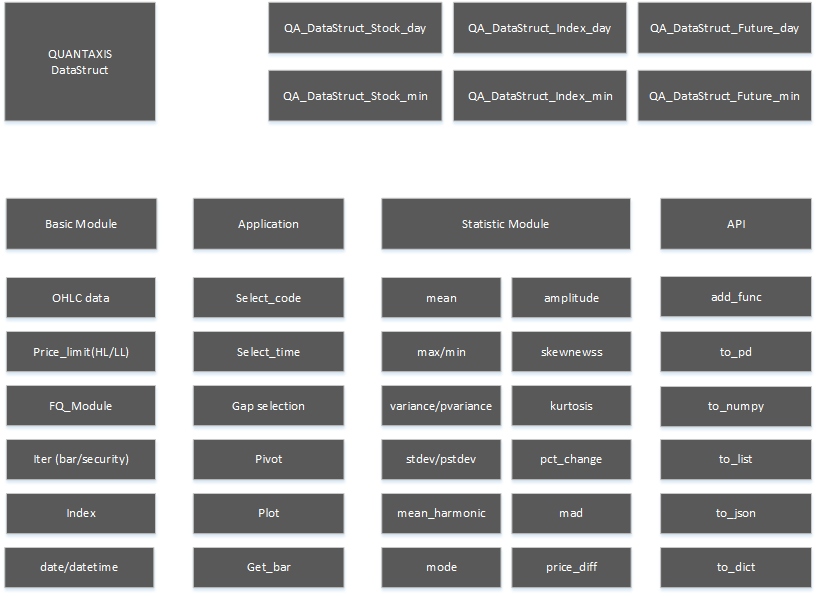 QUANTAXIS
DataStruct
QA_DataStruct_Stock_day
QA_DataStruct_Index_day
QA_DataStruct_Future_day
QA_DataStruct_Stock_min
QA_DataStruct_Index_min
QA_DataStruct_Future_min
Basic Module
Application
Statistic Module
API
OHLC data
Select_code
mean
amplitude
add_func
Price_limit(HL/LL)
Select_time
max/min
skewnewss
to_pd
FQ_Module
Gap selection
variance/pvariance
kurtosis
to_numpy
Iter (bar/security)
Pivot
stdev/pstdev
pct_change
to_list
Index
Plot
mean_harmonic
mad
to_json
date/datetime
Get_bar
mode
price_diff
to_dict